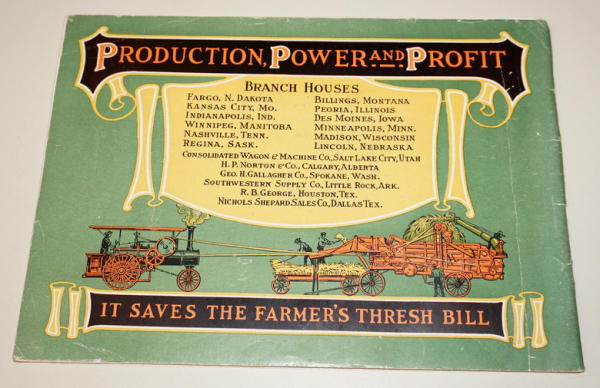 PRODUCTION, POWER AND PROFIT
BRANCH HOUSES
FARGO, N. DAKOTA
KANSAS CITY, MO.
INDIANAPOLIS, IND.
WINNIPEG, MANITOBA
NASHVILLE, TENN.
REGINA, SASK.
BILLINGS, MONTANA
PEORIA, ILLINOIS
DES MOINES, IOWA
MINNEAPOLIS, MINN.
MADISON, WISCONSIN
LINCOLN, NEBRASKA
CONSOLIDATED WAGON & MACHINE CO., SALT LAKE CITY, UTAH
H. P. NORTON & CO., CALGARY, ALBERTA
GEO. H. GALLAGHER CO., SPOKANE, WASH.
SOUTHWESTERN SUPPLY CO., LITTLE ROCK, ARK.
R. B. GEORGE, HOUSTON, TEX.
NICHOLS SHEPARD SALES CO., DALLAS TEX.
IT SAVES THE FARMER'S THRESH BILL